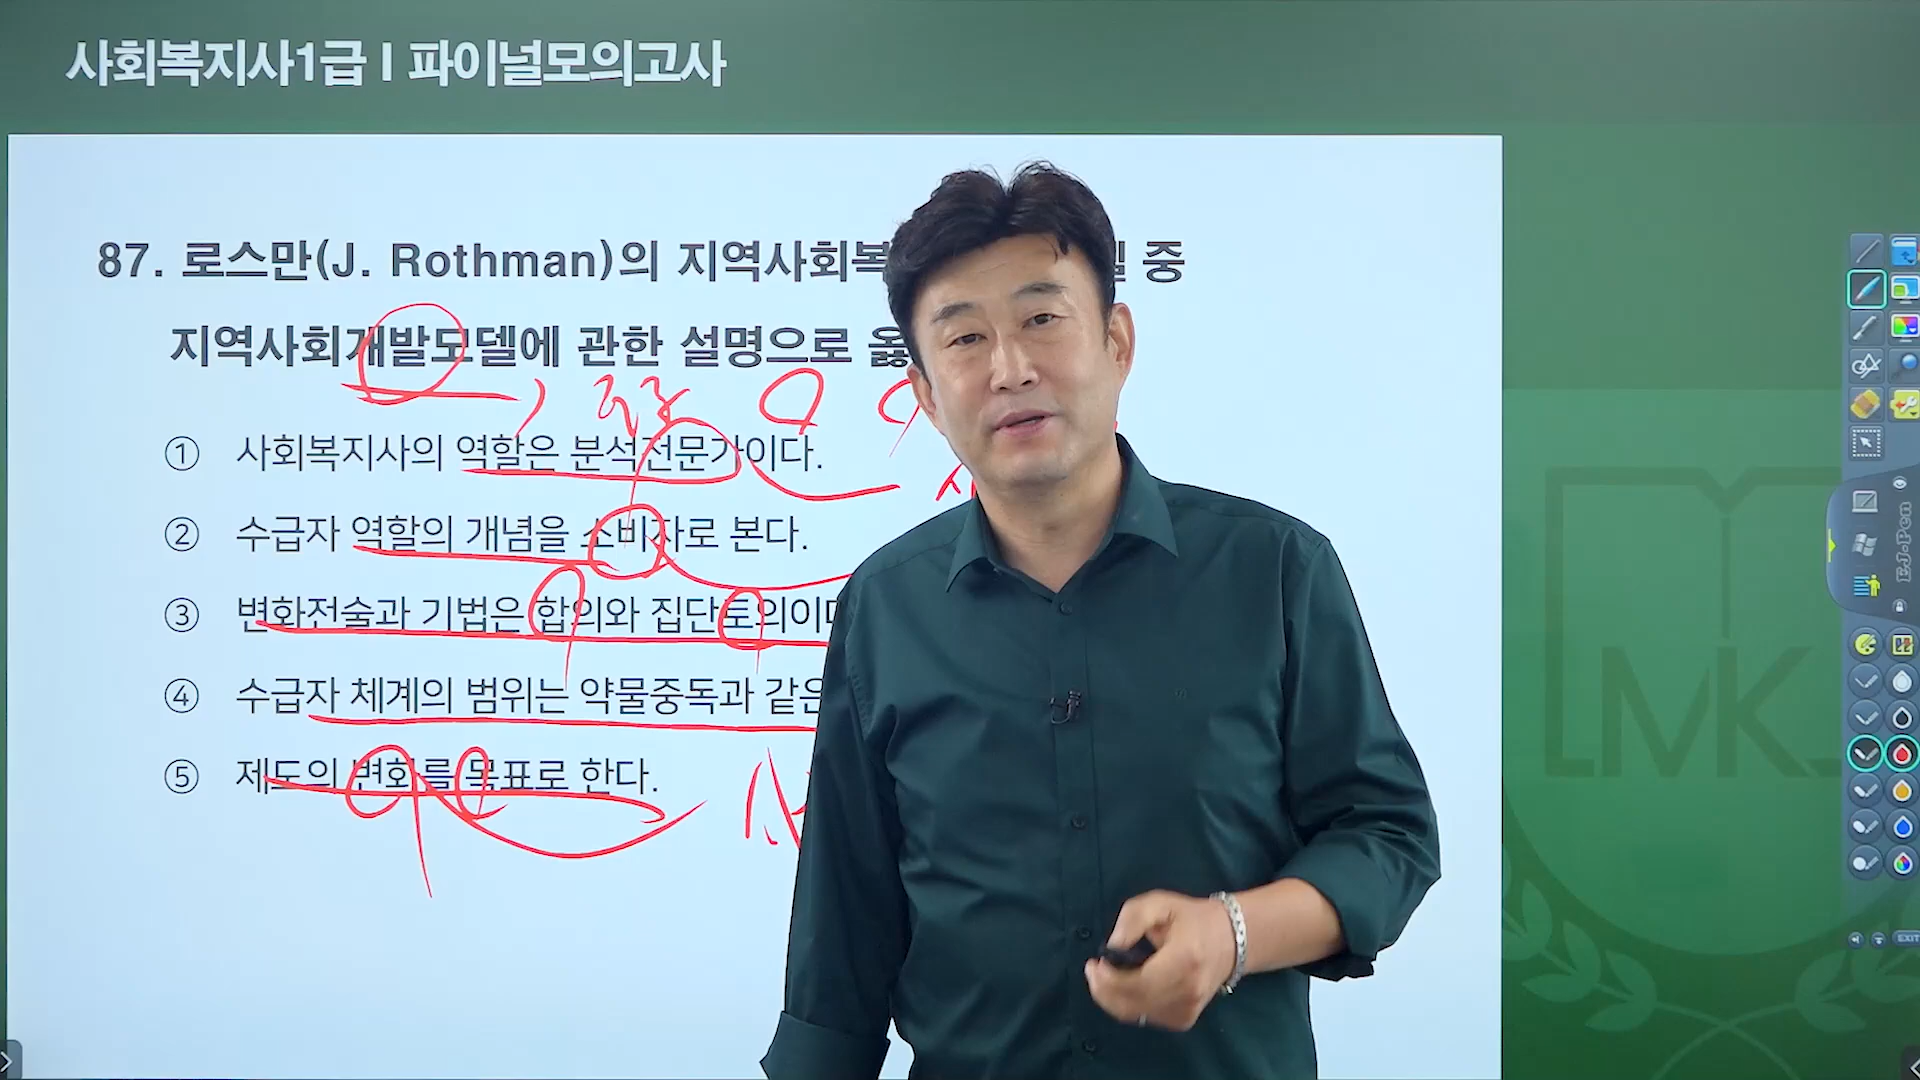 사회복지사1급 | 파이널모의고사
87. 로스만(J. Rothman)의 지역사회복 중
지역사회개발모델에 관한 설명으로 옳
① 사회복지사의 역할은 분석전문가이다.
② 수급자 역할의 개념을 소비자로 본다.
③ 변화전술과 기법은 합의와 집단토의이다
④ 수급자 체계의 범위는 약물중독과 같은
⑤ 제도의 변화를 목표로 한다.
MK
EJ-Pen
EXIT